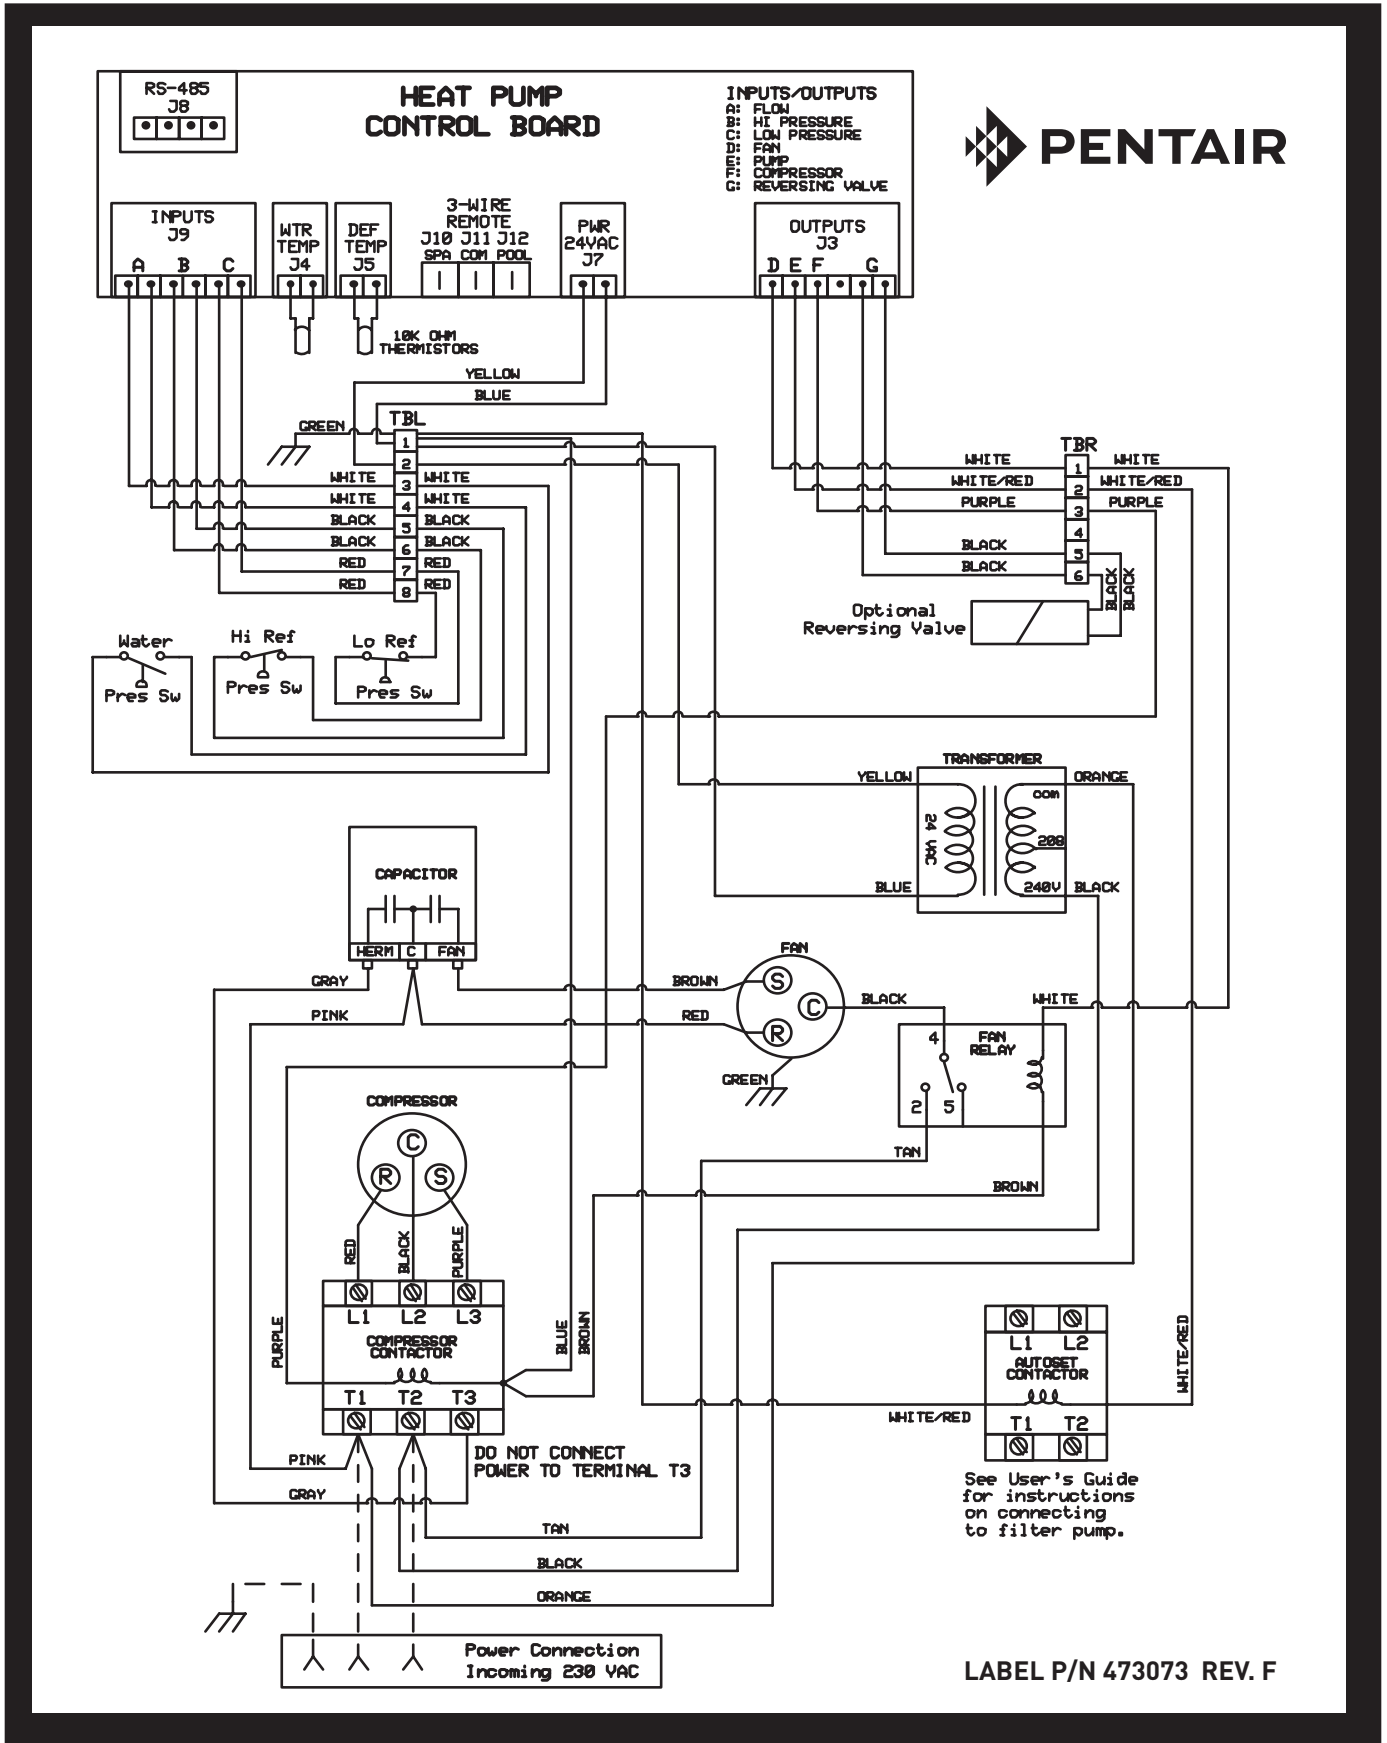 RS-485
J8
HEAT PUMP
CONTROL BOARD
INPUTS/OUTPUTS
A: FLOW
B: HI PRESSURE
C: LOW PRESSURE
D: FAN
E: PUMP
F: COMPRESSOR
G: REVERSING VALVE
PENTAIR
INPUTS
J9
A B C
WTR
TEMP
J4
DEF
TEMP
J5
3-WIRE
REMOTE
J10 J11 J12
SPA COM POOL
PWR
24VAC
J7
OUTPUTS
J3
D E F G
10K OHM
THERMISTORS
YELLOW
BLUE
GREEN
TBL
1
2
WHITE 3 WHITE
WHITE 4 WHITE
BLACK 5 BLACK
BLACK 6 BLACK
RED 7 RED
RED 8 RED
TBR
WHITE 1 WHITE
WHITE/RED 2 WHITE/RED
PURPLE 3 PURPLE
4
BLACK 5
BLACK 6
BLACK
BLACK
Optional
Reversing Valve
Water
Pres Sw
Hi Ref
Pres Sw
Lo Ref
Pres Sw
TRANSFORMER
YELLOW
ORANGE
com
24 VAC
208
240V
BLUE
BLACK
CAPACITOR
HERM C FAN
GRAY
PINK
BROWN
RED
FAN
S
C
R
GREEN
BLACK
WHITE
4
FAN
RELAY
2 5
TAN
BROWN
COMPRESSOR
C
R S
RED
BLACK
PURPLE
L1 L2 L3
COMPRESSOR
CONTACTOR
T1 T2 T3
PURPLE
BLUE
BROWN
DO NOT CONNECT
POWER TO TERMINAL T3
PINK
GRAY
TAN
BLACK
ORANGE
WHITE/RED
WHITE/RED
L1 L2
AUTOSET
CONTACTOR
T1 T2
See User's Guide
for instructions
on connecting
to filter pump.
Power Connection
Incoming 230 VAC
LABEL P/N 473073 REV. F